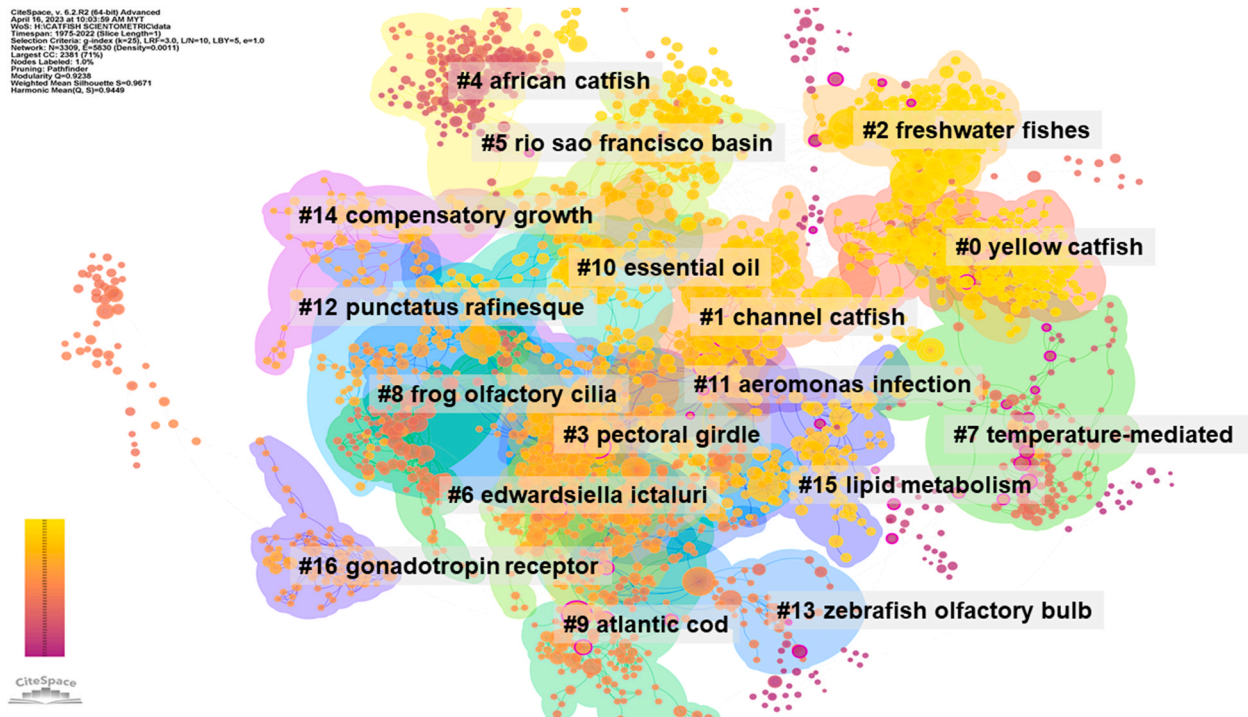 CiteSpace, v. 6.2.R2 (64-bit) Advanced
April 16, 2023 at 10:03:59 AM MYT
WoS: H:\CATFISH SCIENTOMETRIC\data
Timespan: 1975-2022 (Slice Length=1)
Selection Criteria: g-index (k=25), LRF=3.0, L/N=10, LBY=5, e=1.0
Network: N=3309, E=5830 (Density=0.0011)
Largest CC: 2381 (71%)
Nodes Labeled: 1.0%
Pruning: Pathfinder
Modularity Q=0.9238
Weighted Mean Silhouette S=0.9671
Harmonic Mean(Q, S)=0.9449
#4 african catfish
#2 freshwater fishes
#5 rio sao francisco basin
#14 compensatory growth
#0 yellow catfish
#10 essential oil
#12 punctatus rafinesque
#1 channel catfish
#11 aeromonas infection
#8 frog olfactory cilia
#3 pectoral girdle
#7 temperature-mediated
#15 lipid metabolism
#6 edwardsiella ictaluri
#16 gonadotropin receptor
#13 zebrafish olfactory bulb
#9 atlantic cod
CiteSpace